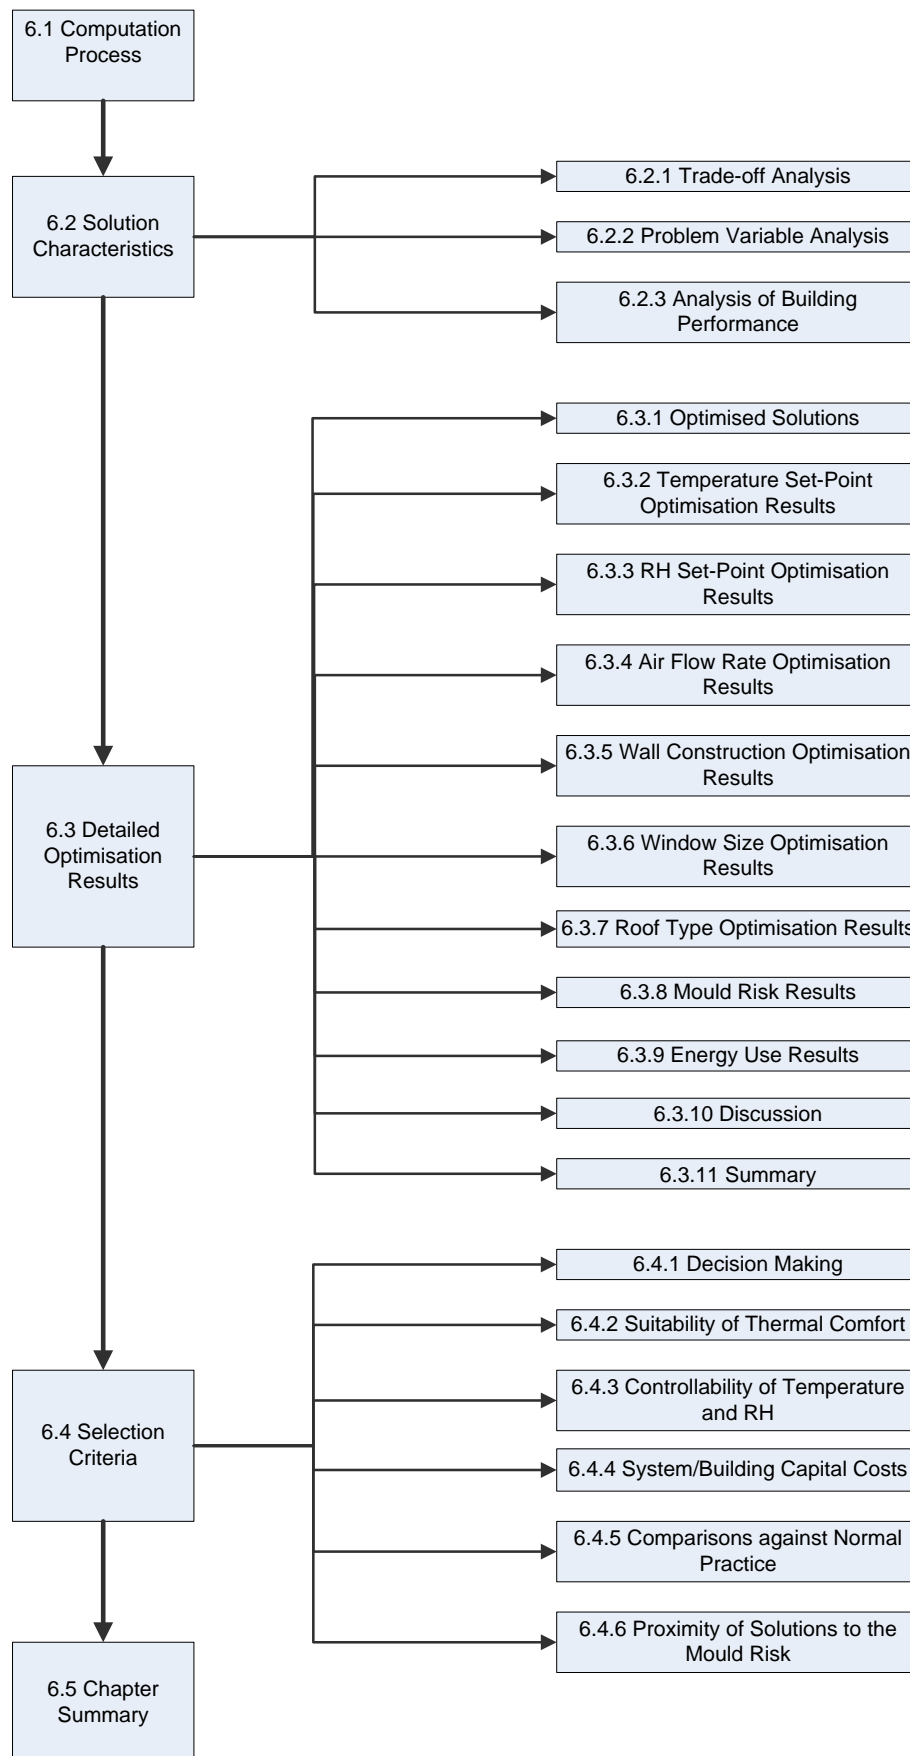 6.1 Computation
Process
6.2 Solution
Characteristics
6.2.1 Trade-off Analysis
6.2.2 Problem Variable Analysis
6.2.3 Analysis of Building
Performance
6.3 Detailed
Optimisation
Results
6.3.1 Optimised Solutions
6.3.2 Temperature Set-Point
Optimisation Results
6.3.3 RH Set-Point Optimisation
Results
6.3.4 Air Flow Rate Optimisation
Results
6.3.5 Wall Construction Optimisation
Results
6.3.6 Window Size Optimisation
Results
6.3.7 Roof Type Optimisation Results
6.3.8 Mould Risk Results
6.3.9 Energy Use Results
6.3.10 Discussion
6.3.11 Summary
6.4 Selection
Criteria
6.4.1 Decision Making
6.4.2 Suitability of Thermal Comfort
6.4.3 Controllability of Temperature
and RH
6.4.4 System/Building Capital Costs
6.4.5 Comparisons against Normal
Practice
6.4.6 Proximity of Solutions to the
Mould Risk
6.5 Chapter
Summary